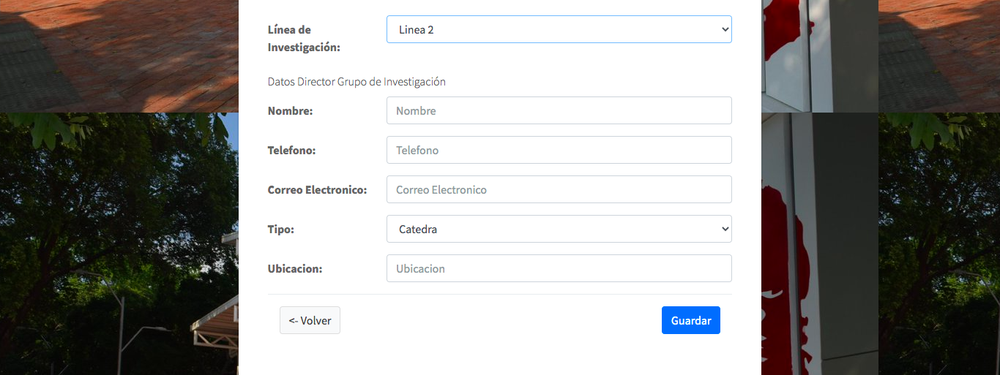 Línea de
Investigación:
Linea 2
Datos Director Grupo de Investigación
Nombre:
Nombre
Telefono:
Telefono
Correo Electronico:
Correo Electronico
Tipo:
Catedra
Ubicacion:
Ubicacion
<- Volver
Guardar